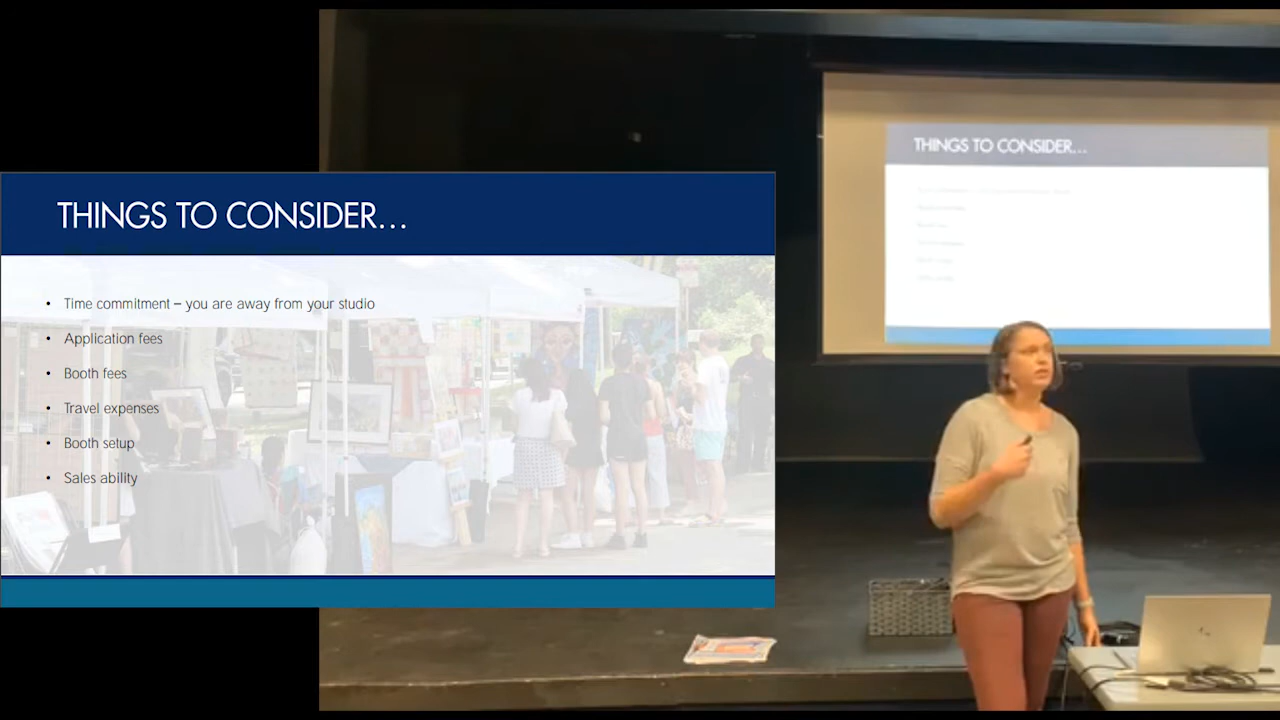 THINGS TO CONSIDER...
• Time commitment – you are away from your studio
• Application fees
• Booth fees
• Travel expenses
• Booth setup
• Sales ability
THINGS TO CONSIDER...